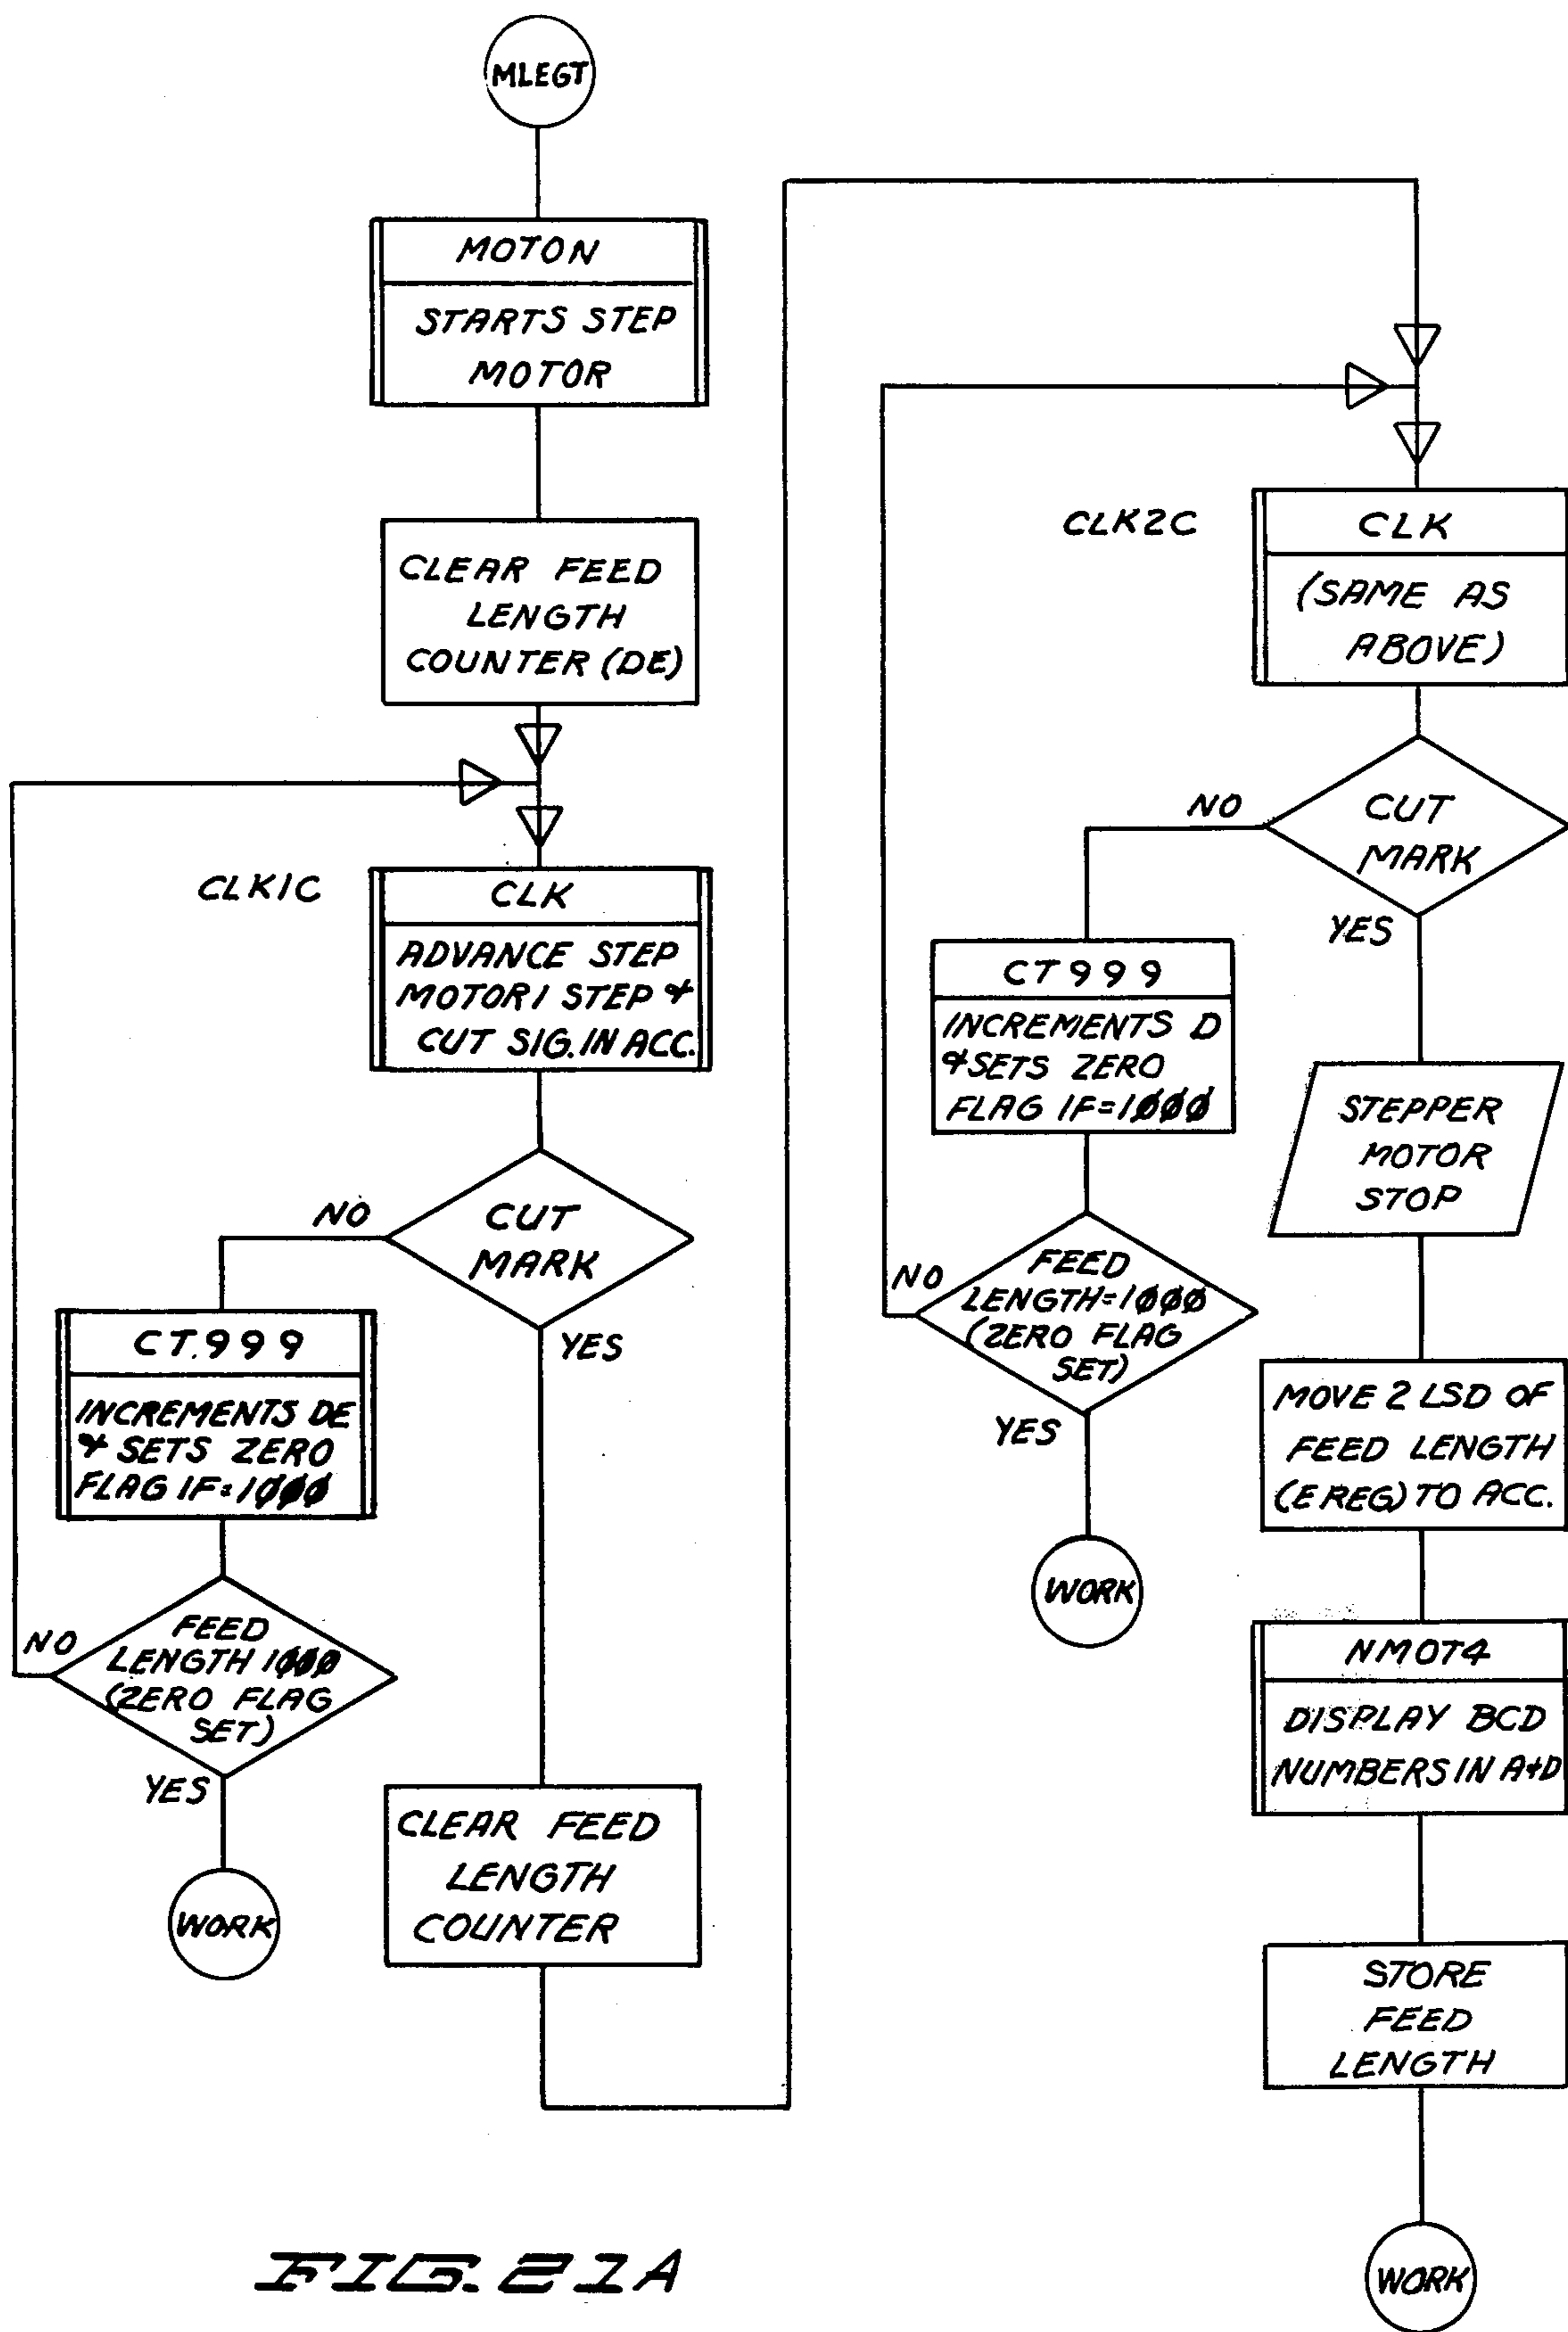 MLEGT
MOTON
STARTS STEP
MOTOR
CLEAR FEED
LENGTH
COUNTER (DE)
CLK1C
CLK
ADVANCE STEP
MOTOR 1 STEP &
CUT SIG. IN ACC.
CUT
MARK
NO
YES
CT.999
INCREMENTS DE
& SETS ZERO
FLAG IF=1ØØØ
FEED
LENGTH 1ØØØ
(ZERO FLAG
SET)
NO
YES
WORK
CLEAR FEED
LENGTH
COUNTER
CLK2C
CLK
(SAME AS
ABOVE)
CUT
MARK
NO
YES
CT999
INCREMENTS D
& SETS ZERO
FLAG IF=1ØØØ
FEED
LENGTH=1ØØØ
(ZERO FLAG
SET)
NO
YES
WORK
STEPPER
MOTOR
STOP
MOVE 2 LSD OF
FEED LENGTH
(E REG) TO ACC.
NMOT4
DISPLAY BCD
NUMBERS IN A+D
STORE
FEED
LENGTH
WORK
FIG. 21A